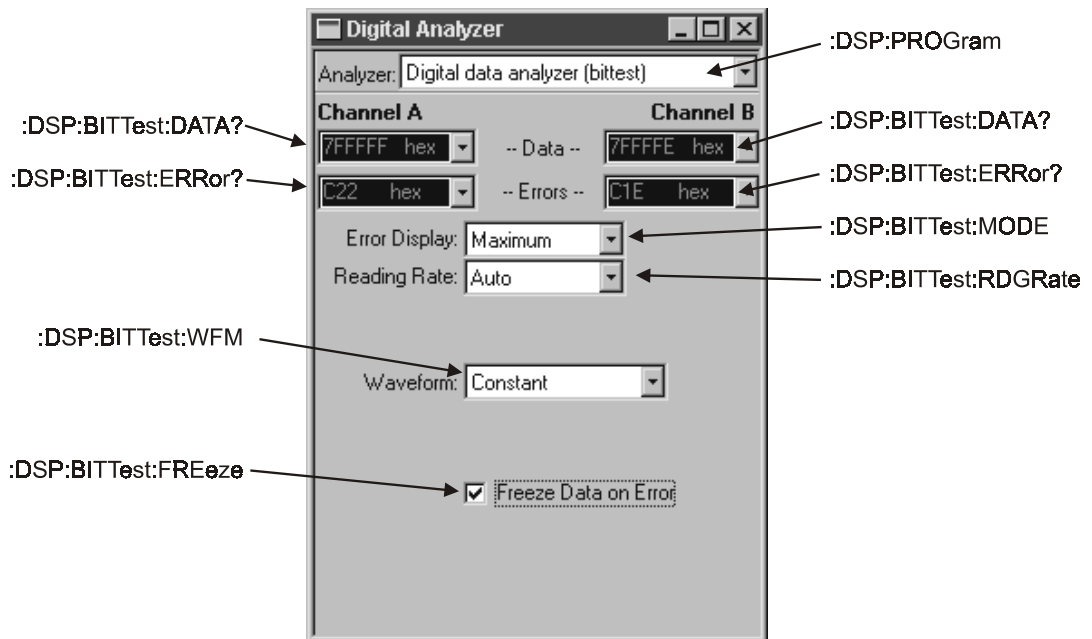 Digital Analyzer
:DSP:PROGram
Analyzer: Digital data analyzer (bittest)
Channel A Channel B
:DSP:BITTest:DATA? :DSP:BITTest:DATA?
7FFFFF hex -- Data -- 7FFFFE hex
:DSP:BITTest:ERRor? :DSP:BITTest:ERRor?
C22 hex -- Errors -- C1E hex
Error Display: Maximum :DSP:BITTest:MODE
Reading Rate: Auto :DSP:BITTest:RDGRate
:DSP:BITTest:WFM
Waveform: Constant
:DSP:BITTest:FREeze
Freeze Data on Error